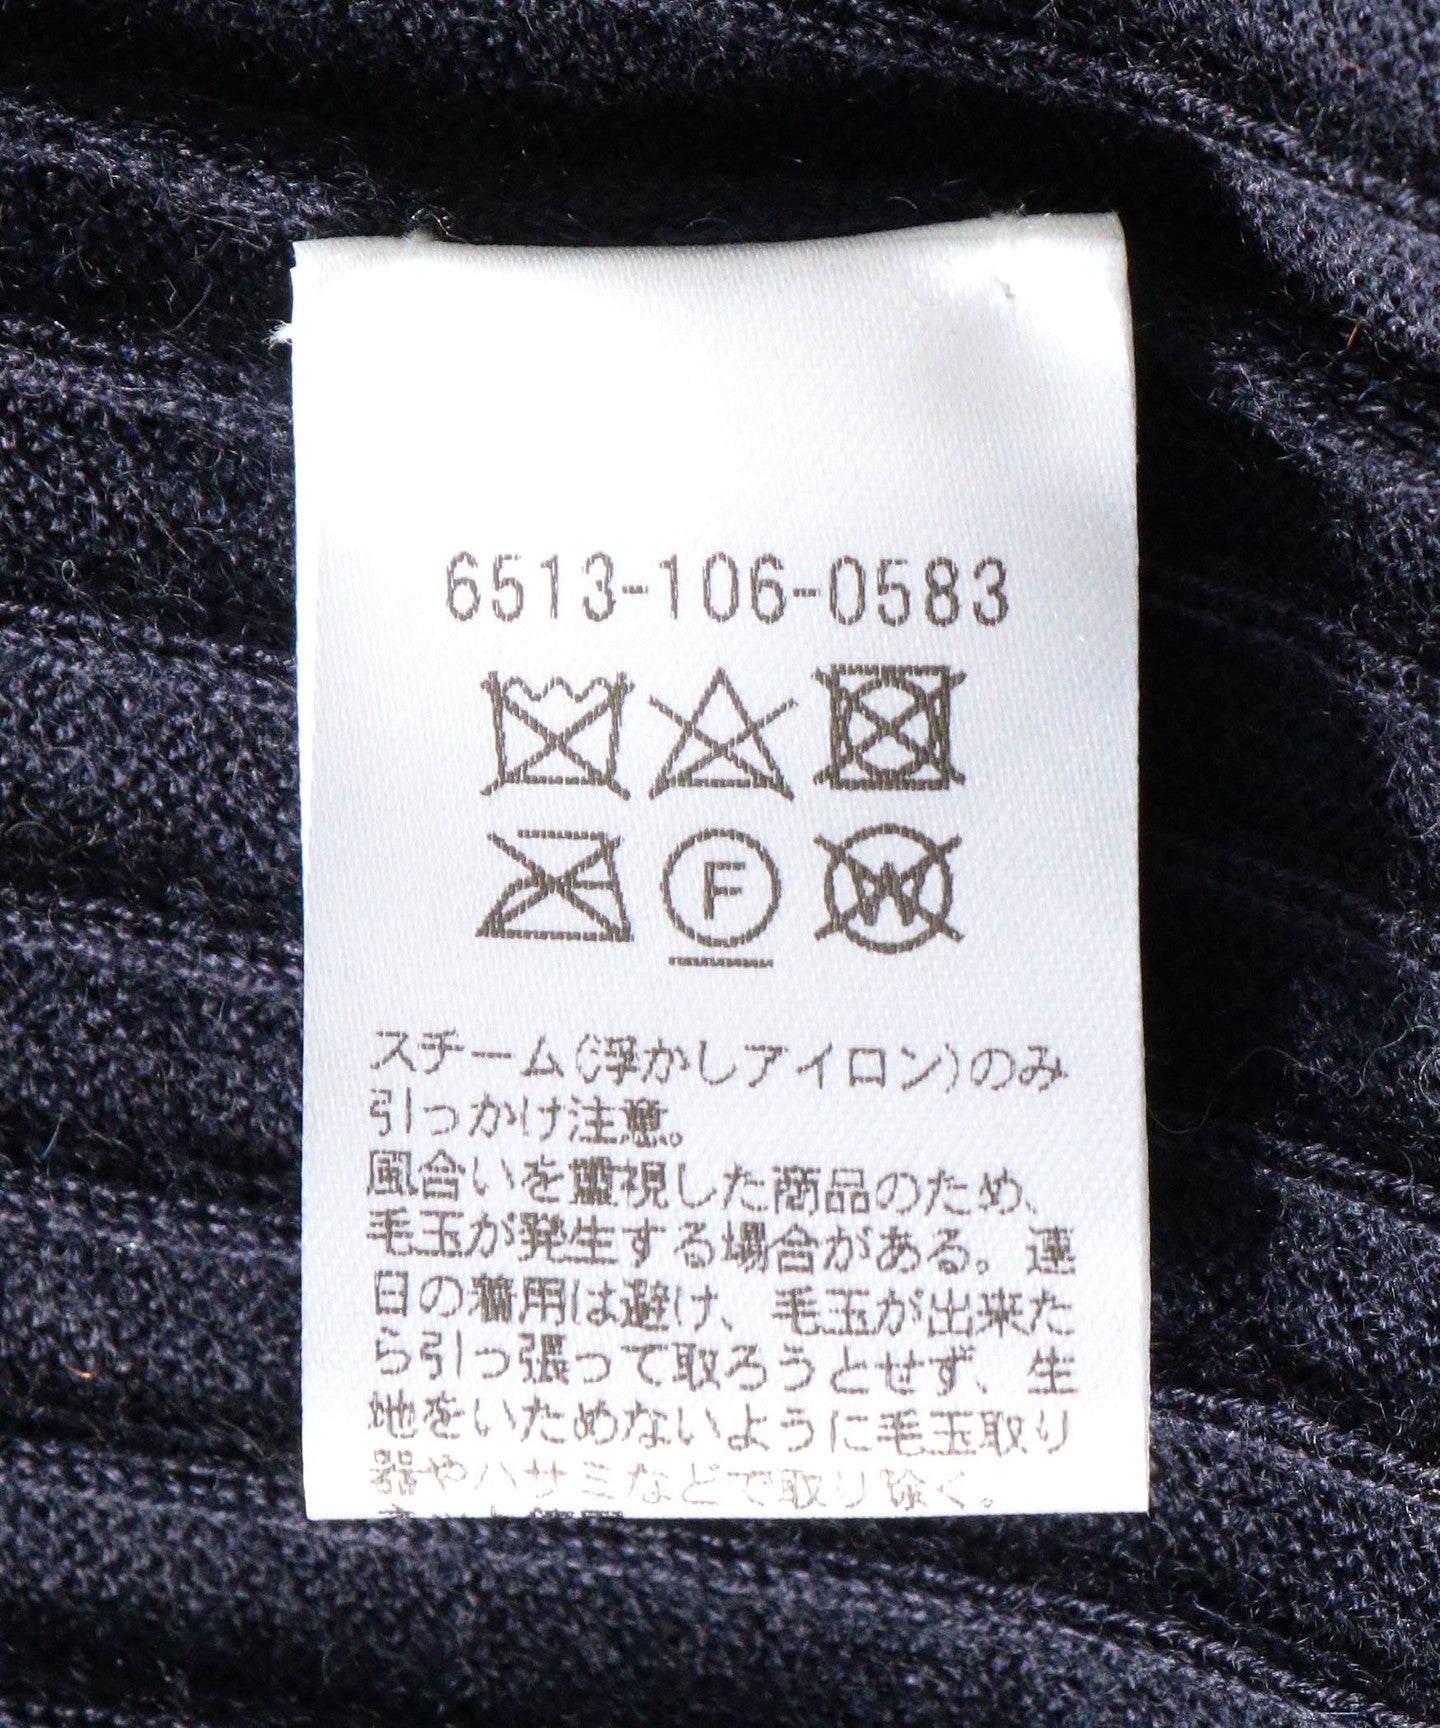 6513-106-0583
F
W
スチーム(浮かしアイロン)のみ
引っかけ注意。
風合いを重視した商品のため、
毛玉が発生する場合がある。連
日の着用は避け、毛玉が出来た
ら引っ張って取ろうとせず、生
地をいためないように毛玉取り
器やハサミなどで取り除く。